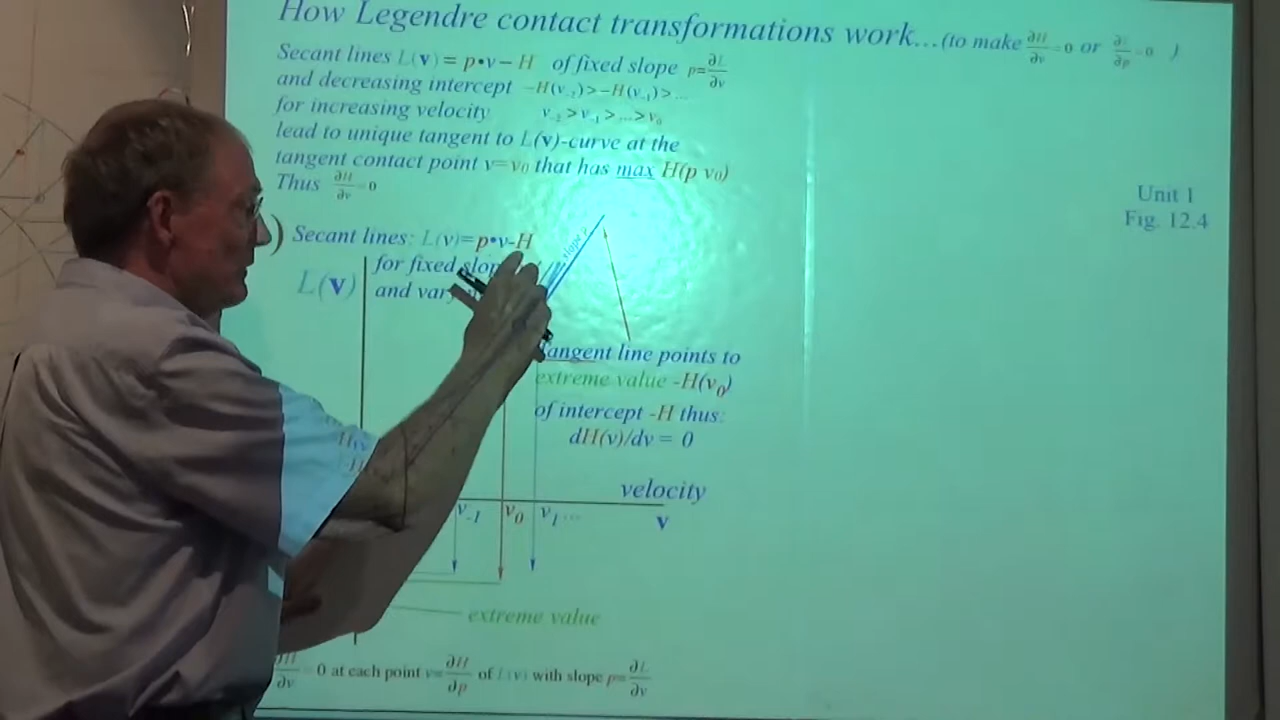 How Legendre contact transformations work...(to make ∂H/∂v=0 or ∂L/∂p=0 )
Secant lines L(v) = p•v − H of fixed slope p=∂L/∂v
and decreasing intercept -H(v-2)>-H(v-1)>...
for increasing velocity v-2>v-1>...>v0
lead to unique tangent to L(v)-curve at the
tangent contact point v=v0 that has max H(p v0)
Thus ∂H/∂v=0
Unit 1
Fig. 12.4
) Secant lines: L(v)=p•v-H
for fixed slop
and var
L(v)
slope p
Tangent line points to
extreme value -H(v0)
of intercept -H thus:
dH(v)/dv = 0
velocity
v-1 v0 v1 ...
v
extreme value
∂H/∂v = 0 at each point v=∂H/∂p of L(v) with slope p=∂L/∂v